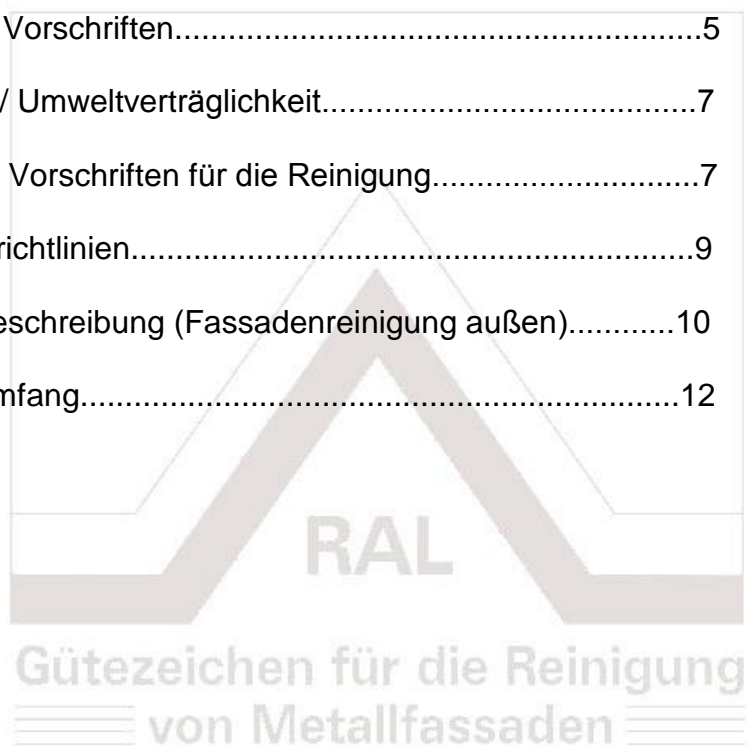 Vorschriften..........................................................5
/ Umweltverträglichkeit.........................................7
Vorschriften für die Reinigung.............................7
richtlinien..............................................................9
eschreibung (Fassadenreinigung außen)............10
mfang..................................................................12
RAL
Gütezeichen für die Reinigung
von Metallfassaden